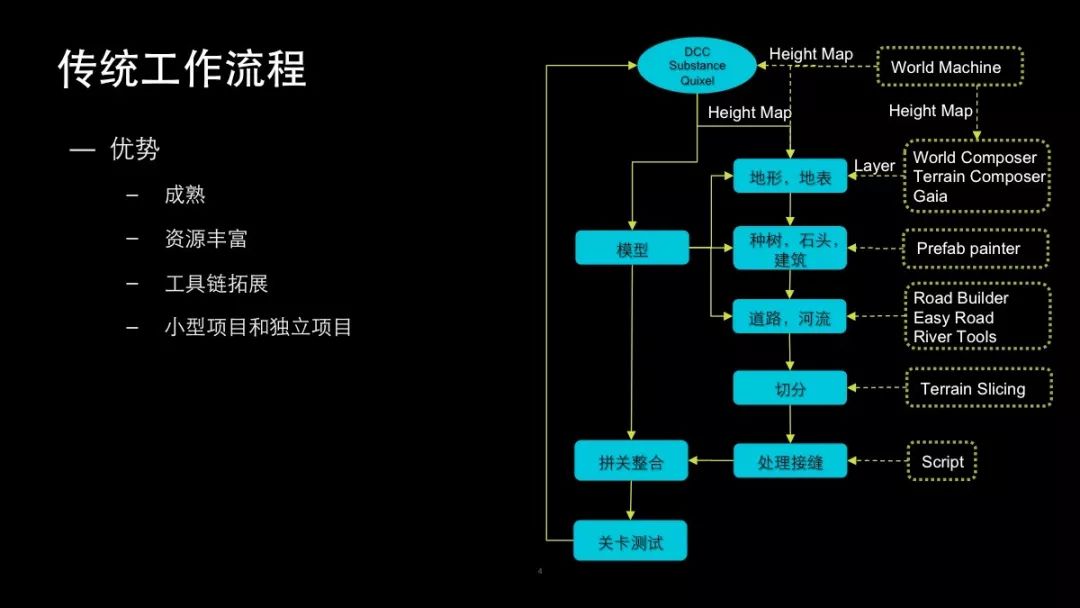 传统工作流程
— 优势
– 成熟
– 资源丰富
– 工具链拓展
– 小型项目和独立项目
DCC
Substance
Quixel
Height Map
World Machine
Height Map
Height Map
地形，地表
Layer
World Composer
Terrain Composer
Gaia
模型
种树，石头，
建筑
Prefab painter
道路，河流
Road Builder
Easy Road
River Tools
切分
Terrain Slicing
拼关整合
处理接缝
Script
关卡测试
4